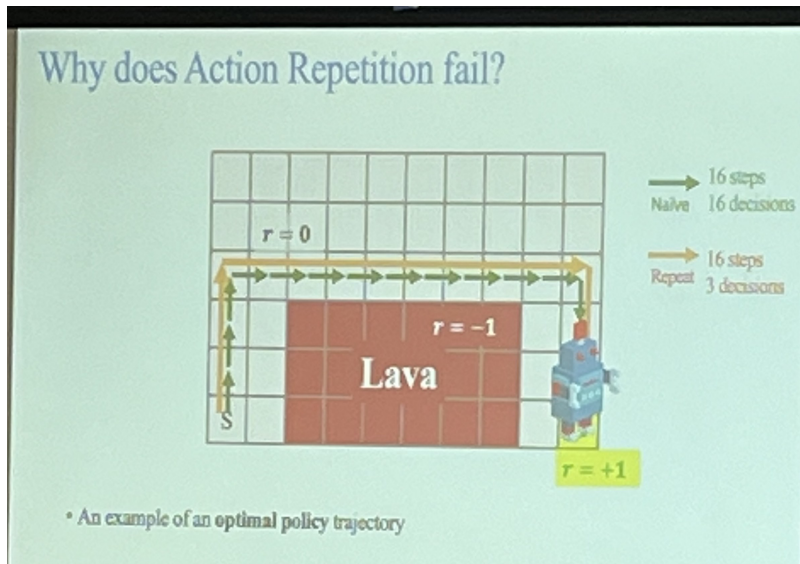 Why does Action Repetition fail?
16 steps
Naïve 16 decisions
r = 0
16 steps
Repeat 3 decisions
r = −1
Lava
S
r = +1
• An example of an optimal policy trajectory